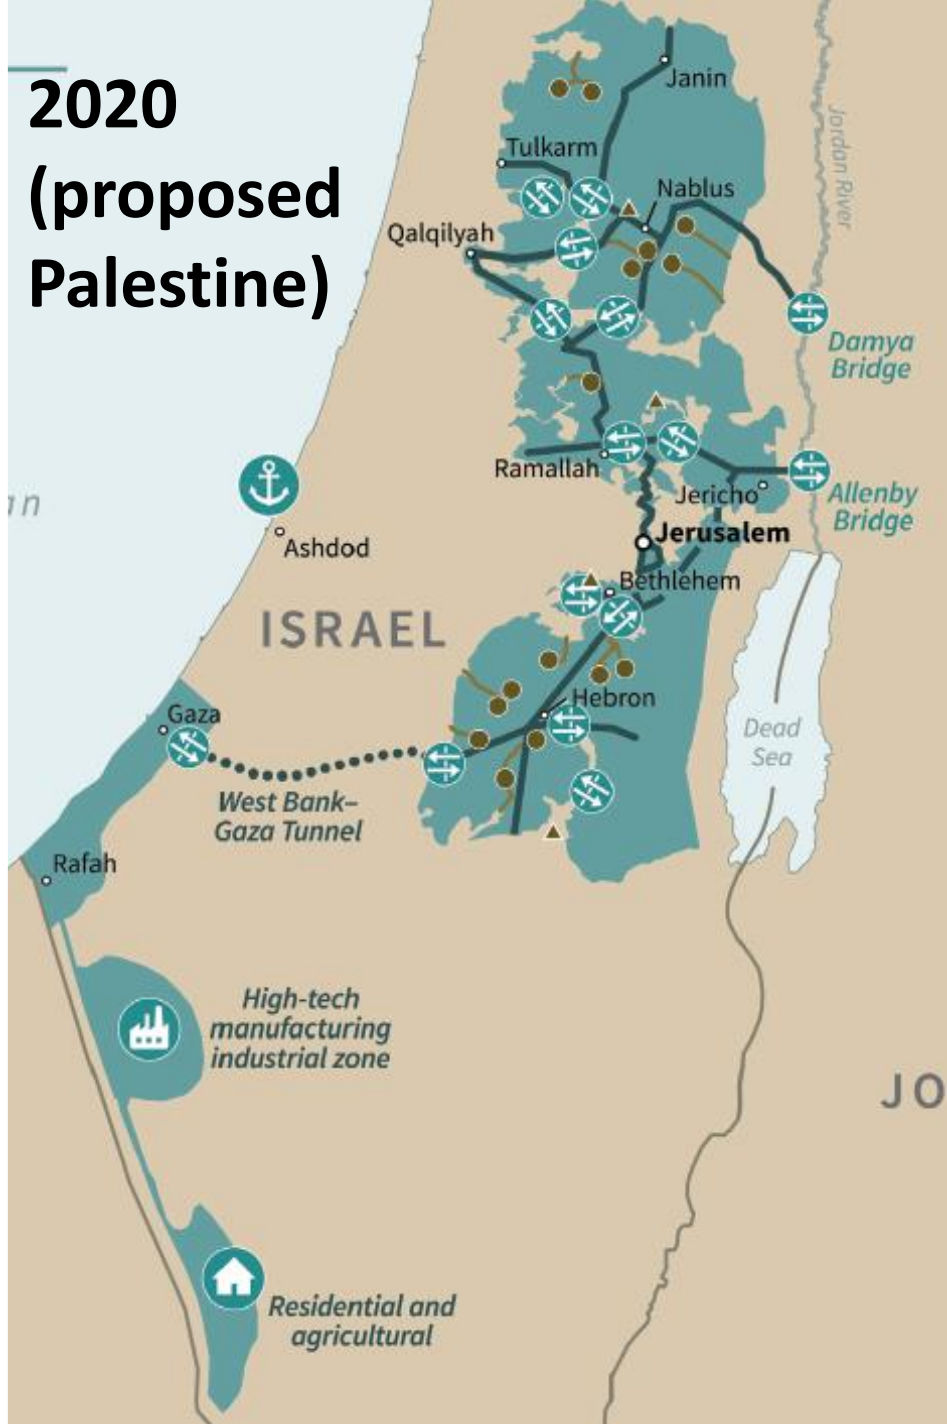 2020
(proposed
Palestine)
Janin
Jordan River
Tulkarm
Nablus
Qalqilyah
Damya
Bridge
Ramallah
Jericho
Allenby
Bridge
an
Ashdod
Jerusalem
Bethlehem
ISRAEL
Hebron
Gaza
Dead
Sea
West Bank–
Gaza Tunnel
Rafah
High-tech
manufacturing
industrial zone
JO
Residential and
agricultural